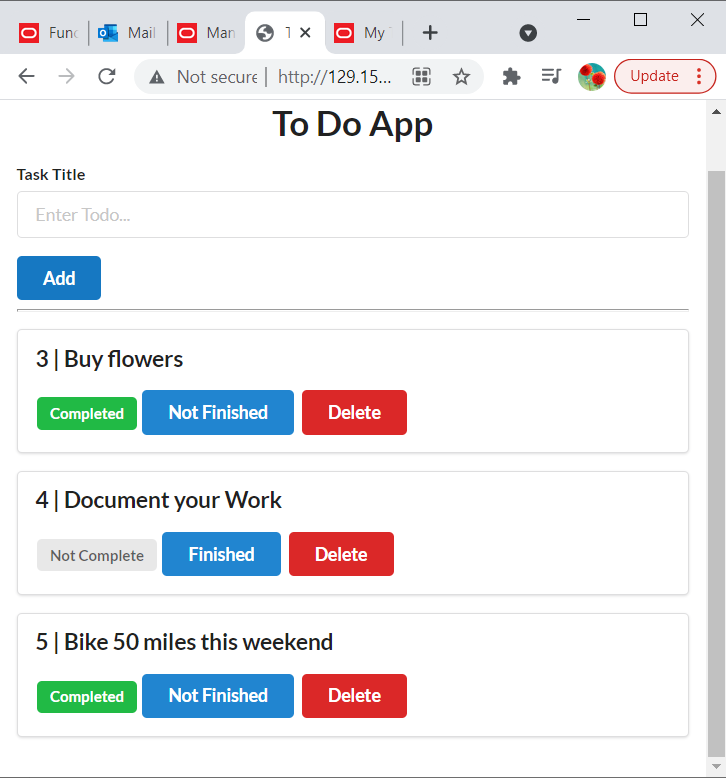 Func
Mail
Man
T
My T
Not secure | http://129.15...
Update
To Do App
Task Title
Enter Todo...
Add
3 | Buy flowers
Completed Not Finished Delete
4 | Document your Work
Not Complete Finished Delete
5 | Bike 50 miles this weekend
Completed Not Finished Delete